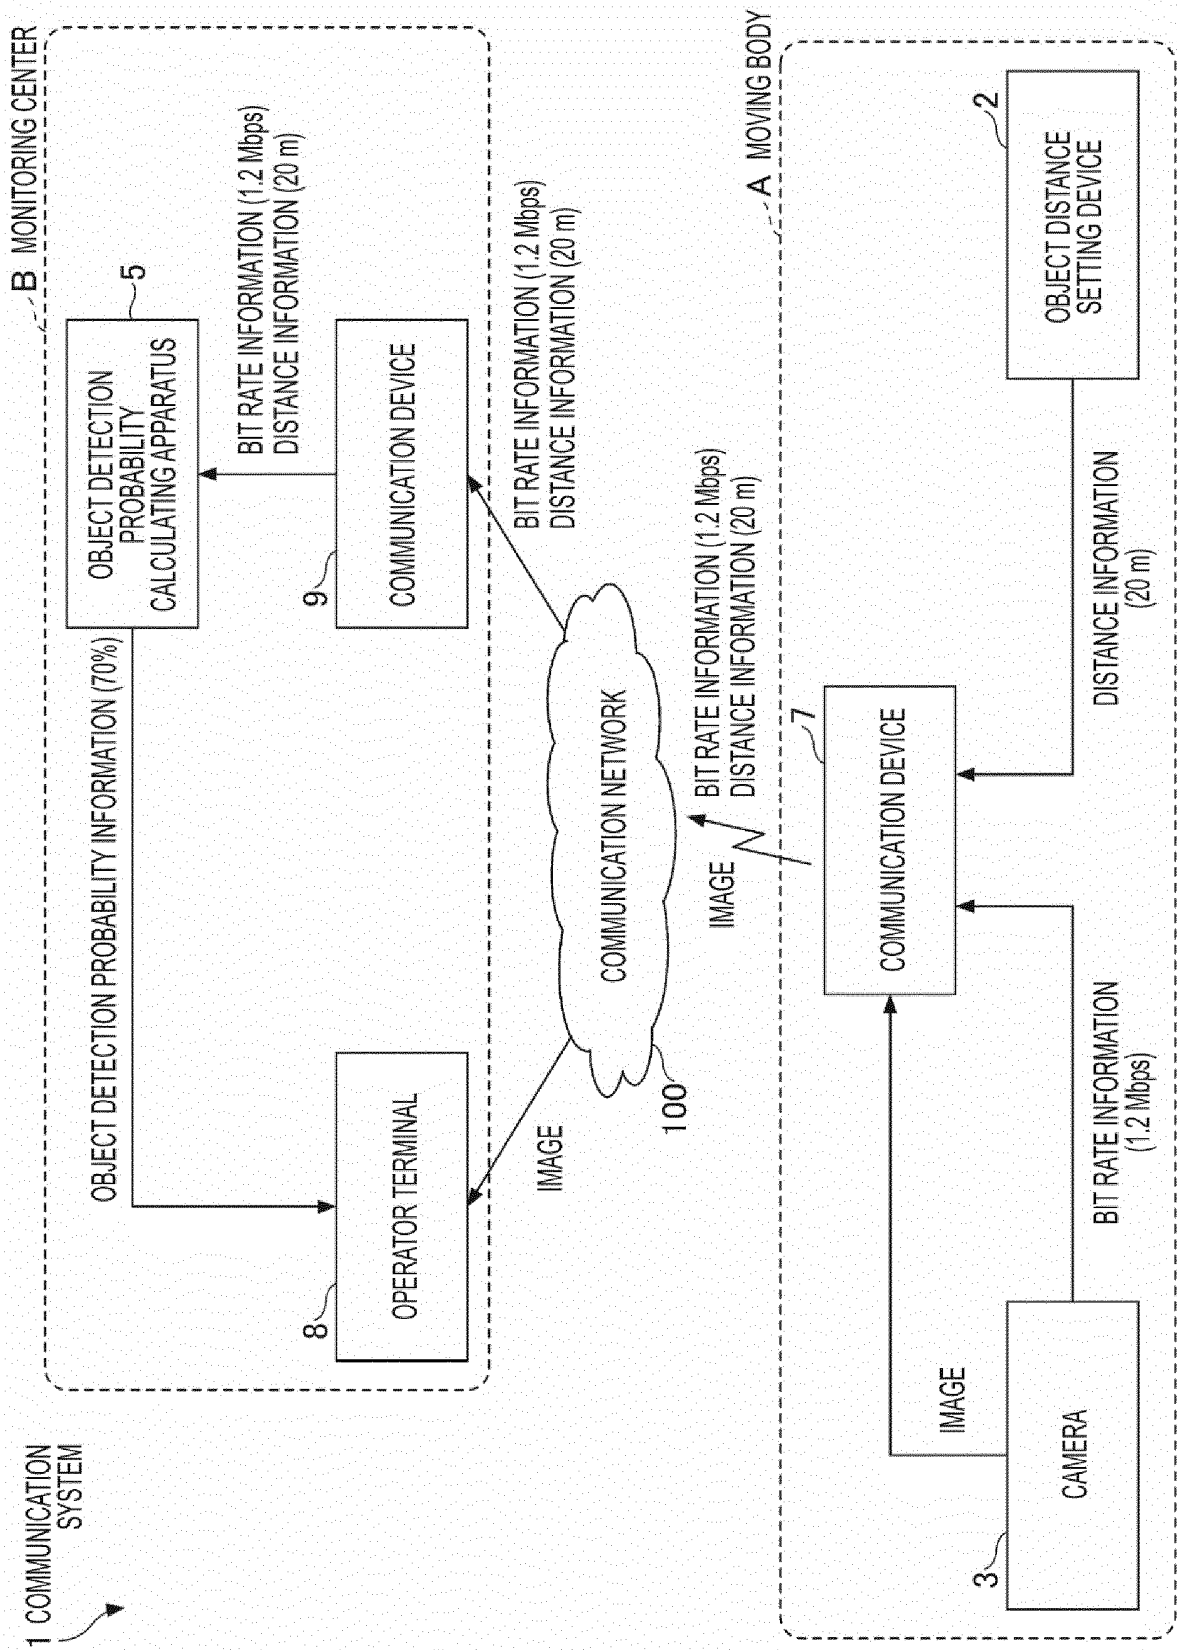 1 COMMUNICATION
SYSTEM
B MONITORING CENTER
OBJECT DETECTION PROBABILITY INFORMATION (70%)
5
OBJECT DETECTION
PROBABILITY
CALCULATING APPARATUS
BIT RATE INFORMATION (1.2 Mbps)
DISTANCE INFORMATION (20 m)
8
OPERATOR TERMINAL
9
COMMUNICATION DEVICE
IMAGE
BIT RATE INFORMATION (1.2 Mbps)
DISTANCE INFORMATION (20 m)
COMMUNICATION NETWORK
100
IMAGE
BIT RATE INFORMATION (1.2 Mbps)
DISTANCE INFORMATION (20 m)
A MOVING BODY
7
COMMUNICATION DEVICE
IMAGE
3
CAMERA
BIT RATE INFORMATION
(1.2 Mbps)
DISTANCE INFORMATION
(20 m)
2
OBJECT DISTANCE
SETTING DEVICE